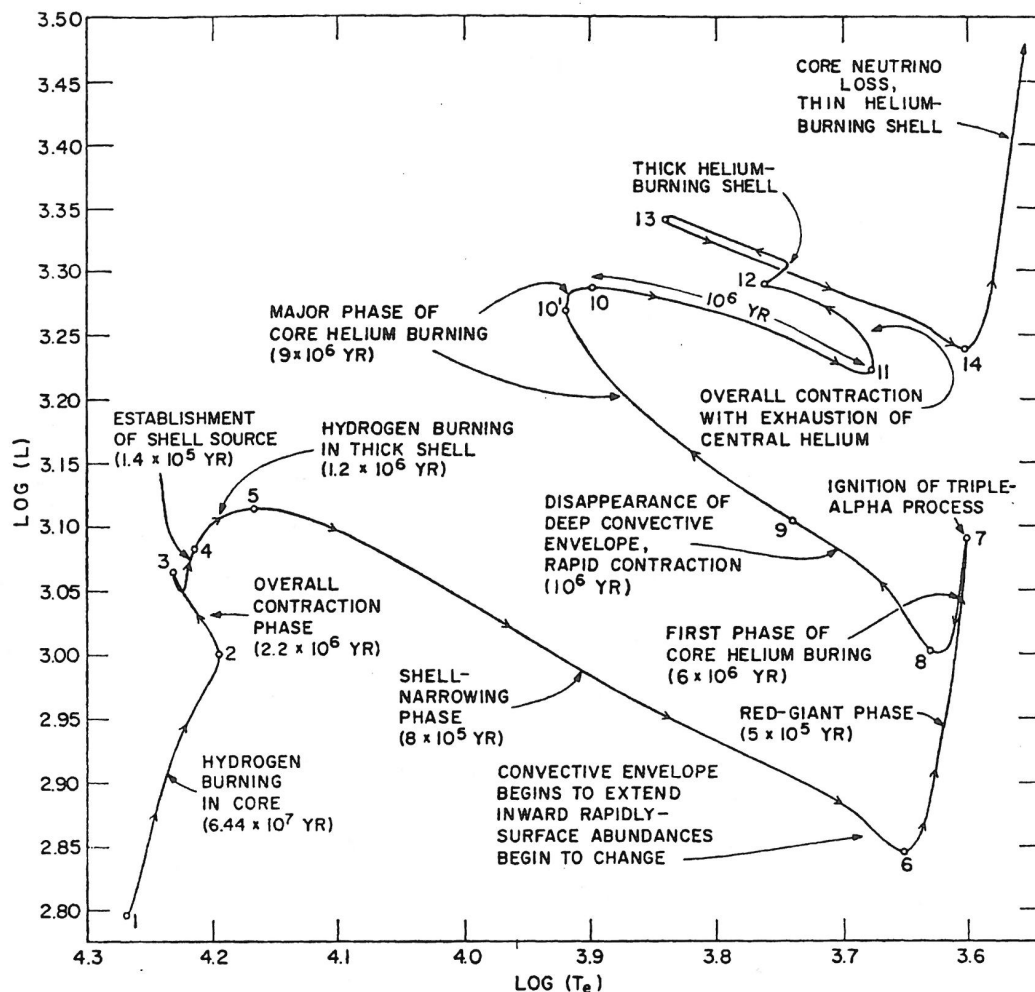 3.50
3.45
3.40
3.35
3.30
3.25
3.20
3.15
3.10
3.05
3.00
2.95
2.90
2.85
2.80
LOG (L)
4.3
4.2
4.1
4.0
3.9
3.8
3.7
3.6
LOG (Te)
CORE NEUTRINO
LOSS,
THIN HELIUM-
BURNING SHELL
THICK HELIUM-
BURNING SHELL
13
12
10'
10
10⁶ YR
11
14
MAJOR PHASE OF
CORE HELIUM BURNING
(9 x 10⁶ YR)
OVERALL CONTRACTION
WITH EXHAUSTION OF
CENTRAL HELIUM
ESTABLISHMENT
OF SHELL SOURCE
(1.4 x 10⁵ YR)
HYDROGEN BURNING
IN THICK SHELL
(1.2 x 10⁶ YR)
IGNITION OF TRIPLE-
ALPHA PROCESS
5
4
3
DISAPPEARANCE OF
DEEP CONVECTIVE
ENVELOPE,
RAPID CONTRACTION
(10⁶ YR)
9
7
OVERALL
CONTRACTION
PHASE
(2.2 x 10⁶ YR)
2
FIRST PHASE OF
CORE HELIUM BURING
(6 x 10⁶ YR)
8
SHELL-
NARROWING
PHASE
(8 x 10⁵ YR)
RED-GIANT PHASE
(5 x 10⁵ YR)
HYDROGEN
BURNING
IN CORE
(6.44 x 10⁷ YR)
CONVECTIVE ENVELOPE
BEGINS TO EXTEND
INWARD RAPIDLY-
SURFACE ABUNDANCES
BEGIN TO CHANGE
6
1